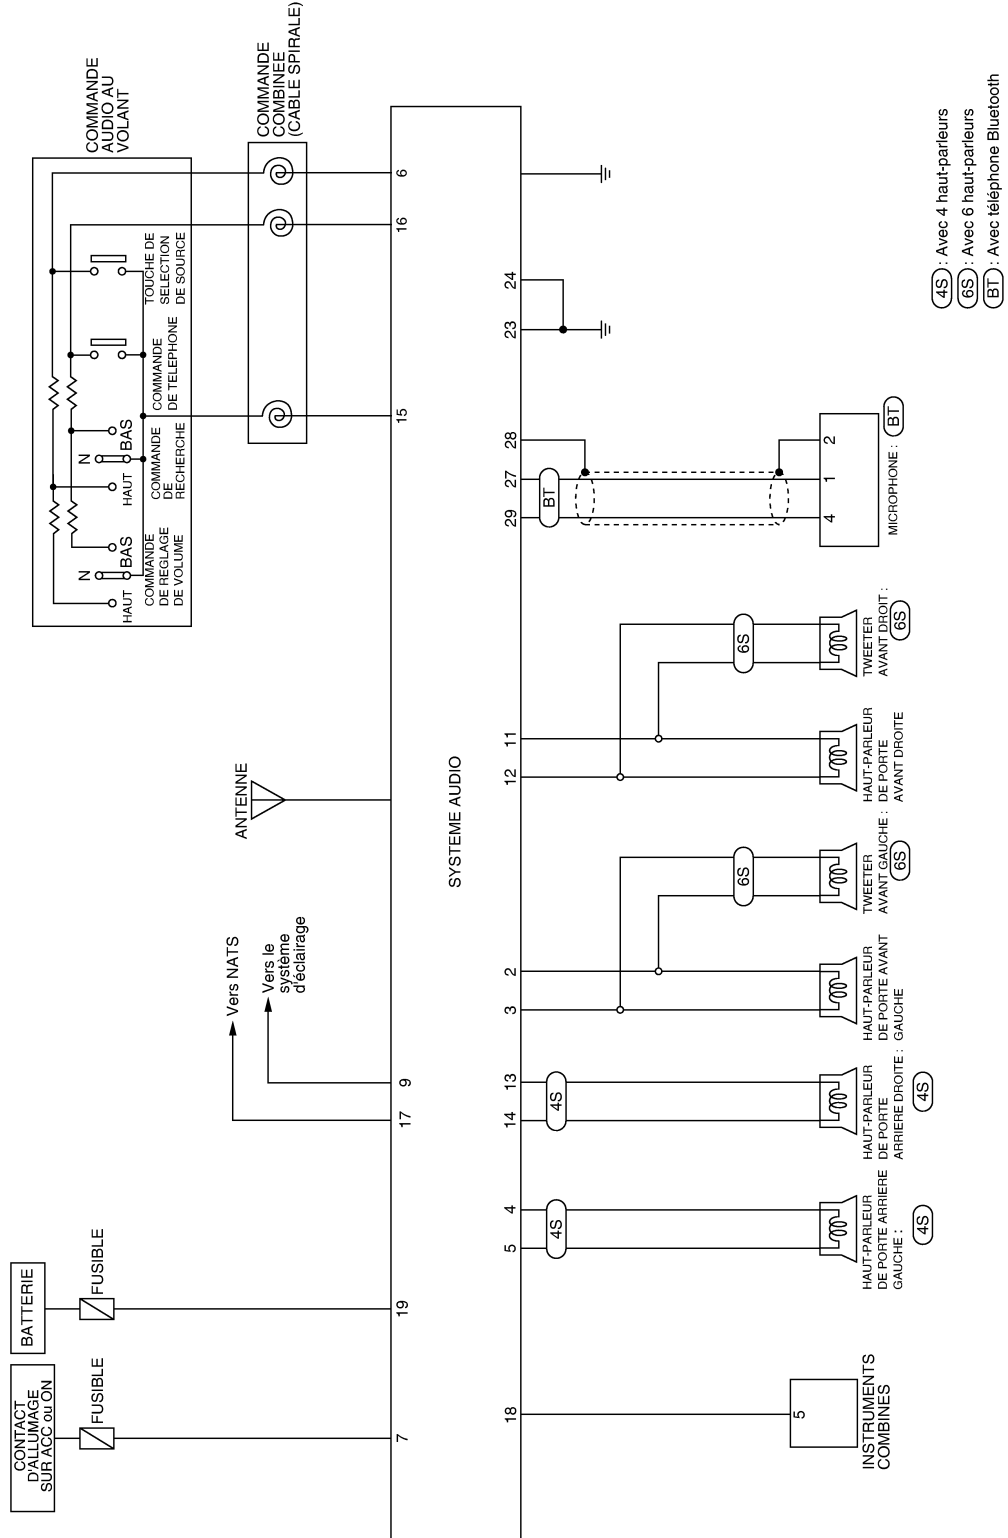 CONTACT
D'ALLUMAGE
SUR ACC ou ON
FUSIBLE
7
BATTERIE
FUSIBLE
19
Vers NATS
Vers le
système
d'éclairage
17
9
ANTENNE
COMMANDE
AUDIO AU
VOLANT
HAUT
N
BAS
COMMANDE
DE REGLAGE
DE VOLUME
HAUT
N
BAS
COMMANDE
DE
RECHERCHE
COMMANDE
DE TELEPHONE
TOUCHE DE
SELECTION
DE SOURCE
COMMANDE
COMBINEE
(CABLE SPIRALE)
15
16
6
SYSTEME AUDIO
18
5
4
14
13
3
2
12
11
29
27
28
23
24
5
INSTRUMENTS
COMBINES
4S
HAUT-PARLEUR
DE PORTE ARRIERE
GAUCHE :
4S
4S
HAUT-PARLEUR
DE PORTE
ARRIERE DROITE :
4S
HAUT-PARLEUR
DE PORTE AVANT
GAUCHE
6S
TWEETER
AVANT GAUCHE :
6S
HAUT-PARLEUR
DE PORTE
AVANT DROITE
6S
TWEETER
AVANT DROIT :
6S
BT
4
1
2
MICROPHONE :
BT
4S : Avec 4 haut-parleurs
6S : Avec 6 haut-parleurs
BT : Avec téléphone Bluetooth